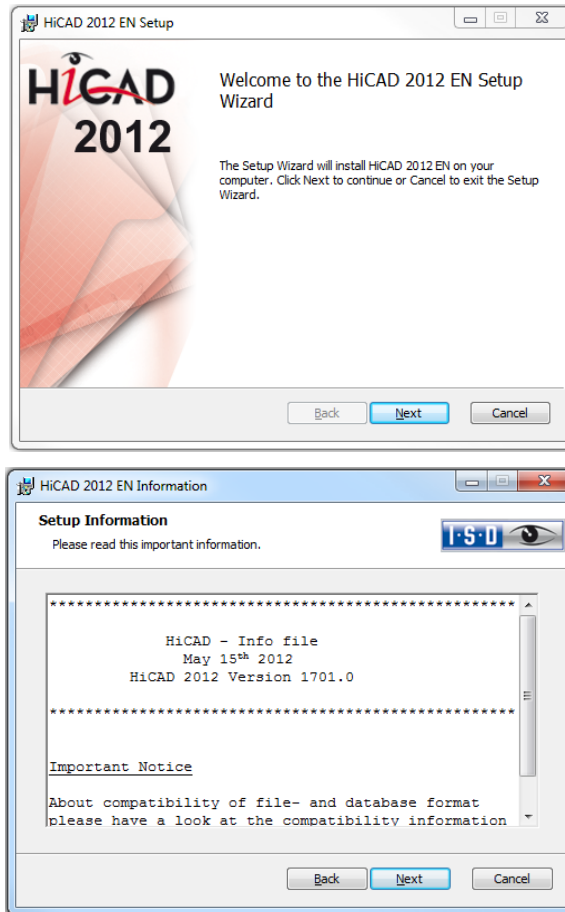 HiCAD 2012 EN Setup
HiCAD
2012
Welcome to the HiCAD 2012 EN Setup
Wizard
The Setup Wizard will install HiCAD 2012 EN on your
computer. Click Next to continue or Cancel to exit the Setup
Wizard.
Back Next Cancel
HiCAD 2012 EN Information
Setup Information
Please read this important information.
I·S·D
****************************************************
HiCAD - Info file
May 15th 2012
HiCAD 2012 Version 1701.0
****************************************************
Important Notice
About compatibility of file- and database format
please have a look at the compatibility information
Back Next Cancel